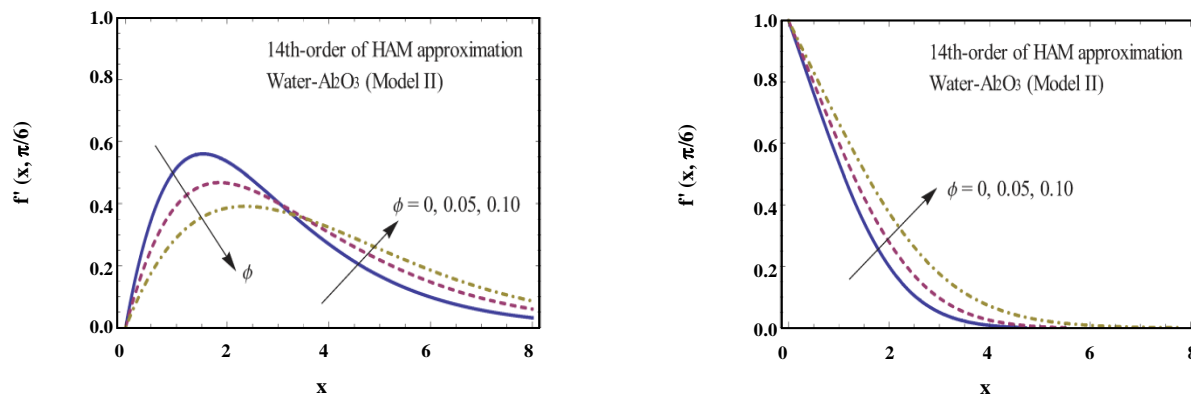 1.0
0.8
0.6
0.4
0.2
0.0
f' (x, π/6)
14th-order of HAM approximation
Water-Al2O3 (Model II)
ϕ = 0, 0.05, 0.10
ϕ
0 2 4 6 8
x
1.0
0.8
0.6
0.4
0.2
0.0
f' (x, π/6)
14th-order of HAM approximation
Water-Al2O3 (Model II)
ϕ = 0, 0.05, 0.10
0 2 4 6 8
x